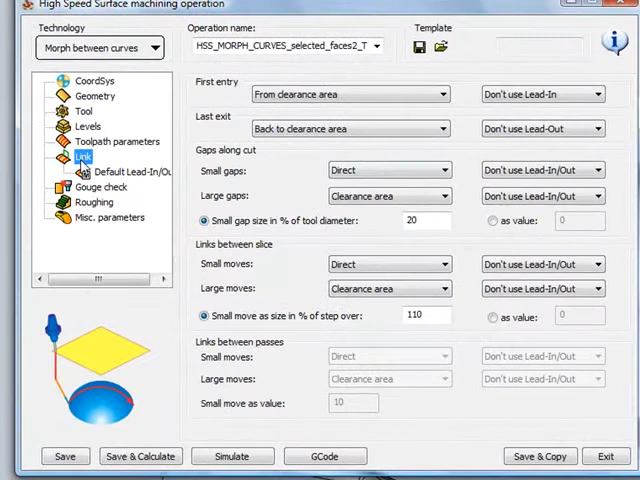 High Speed Surface machining operation
Technology
Morph between curves
Operation name:
HSS_MORPH_CURVES_selected_faces2_T
Template
CoordSys
Geometry
Tool
Levels
Toolpath parameters
Link
Default Lead-In/Ou
Gouge check
Roughing
Misc. parameters
First entry
From clearance area Don't use Lead-In
Last exit
Back to clearance area Don't use Lead-Out
Gaps along cut
Small gaps: Direct Don't use Lead-In/Out
Large gaps: Clearance area Don't use Lead-In/Out
Small gap size in % of tool diameter: 20 as value: 0
Links between slice
Small moves: Direct Don't use Lead-In/Out
Large moves: Clearance area Don't use Lead-In/Out
Small move as size in % of step over: 110 as value: 0
Links between passes
Small moves: Direct Don't use Lead-In/Out
Large moves: Clearance area Don't use Lead-In/Out
Small move as value: 10
Save Save & Calculate Simulate GCode Save & Copy Exit